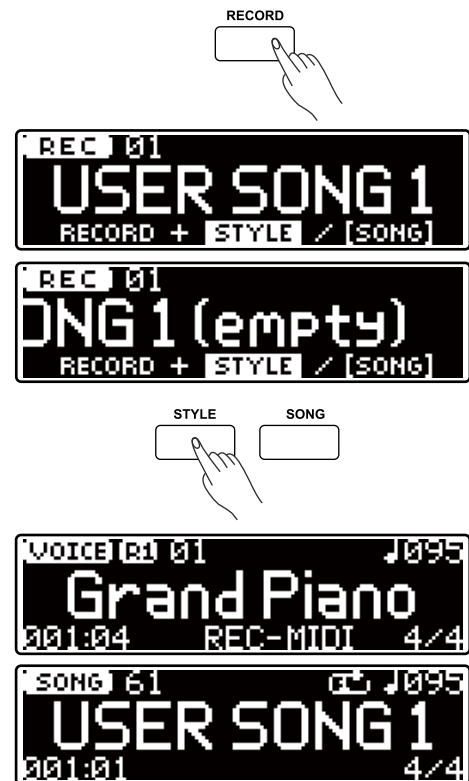 RECORD
REC 01
USER SONG 1
RECORD + STYLE / [SONG]
REC 01
ONG 1 (empty)
RECORD + STYLE / [SONG]
STYLE SONG
VOICE R1 01 ♩095
Grand Piano
001:04 REC-MIDI 4/4
SONG 61 ♩095
USER SONG 1
001:01 4/4